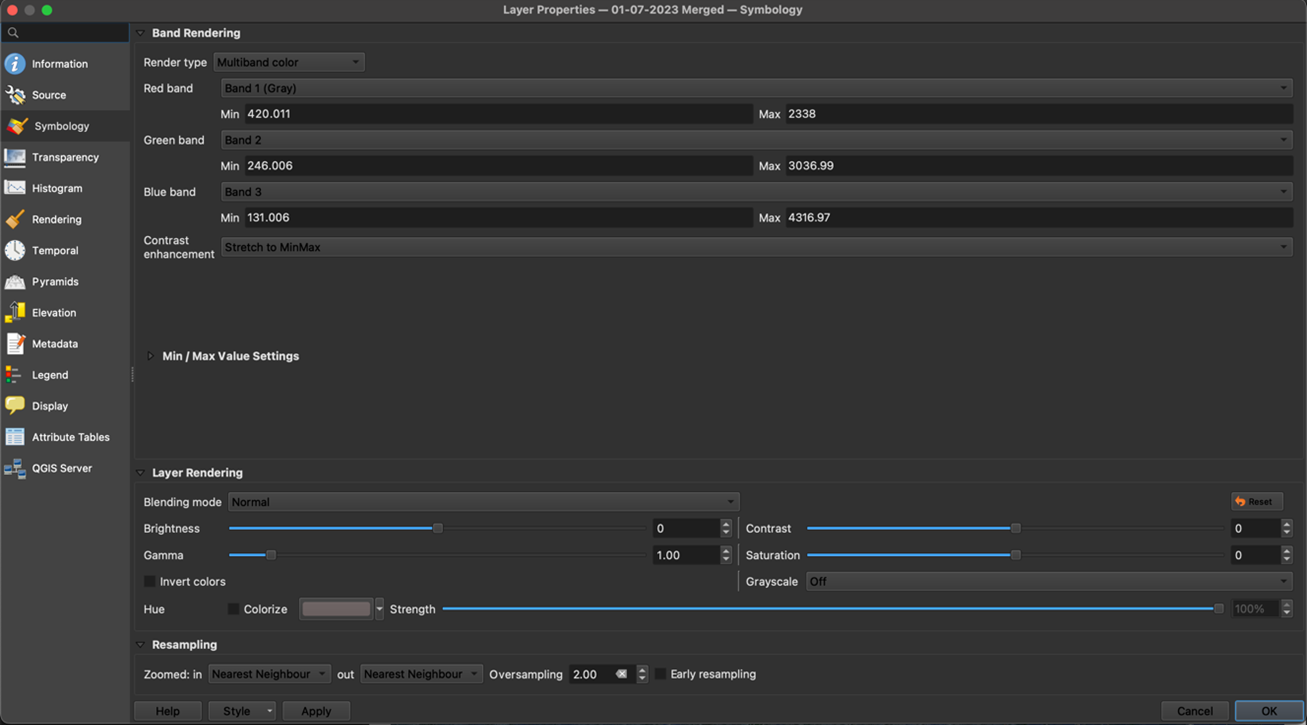 Layer Properties — 01-07-2023 Merged — Symbology
Information
Source
Symbology
Transparency
Histogram
Rendering
Temporal
Pyramids
Elevation
Metadata
Legend
Display
Attribute Tables
QGIS Server
Band Rendering
Render type Multiband color
Red band Band 1 (Gray)
Min 420.011 Max 2338
Green band Band 2
Min 246.006 Max 3036.99
Blue band Band 3
Min 131.006 Max 4316.97
Contrast
enhancement Stretch to MinMax
Min / Max Value Settings
Layer Rendering
Blending mode Normal Reset
Brightness 0 Contrast 0
Gamma 1.00 Saturation 0
Invert colors Grayscale Off
Hue Colorize Strength 100%
Resampling
Zoomed: in Nearest Neighbour out Nearest Neighbour Oversampling 2.00 Early resampling
Help Style Apply Cancel OK